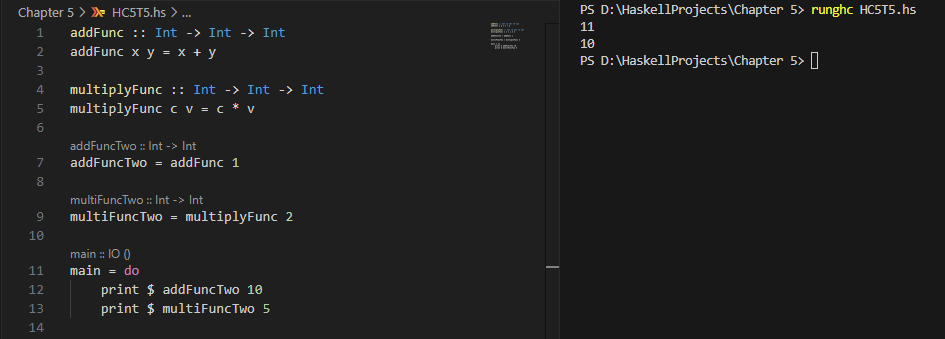 Chapter 5 > HC5T5.hs > ...
1 addFunc :: Int -> Int -> Int
2 addFunc x y = x + y
3
4 multiplyFunc :: Int -> Int -> Int
5 multiplyFunc c v = c * v
6
addFuncTwo :: Int -> Int
7 addFuncTwo = addFunc 1
8
multiFuncTwo :: Int -> Int
9 multiFuncTwo = multiplyFunc 2
10
main :: IO ()
11 main = do
12 print $ addFuncTwo 10
13 print $ multiFuncTwo 5
14
PS D:\HaskellProjects\Chapter 5> runghc HC5T5.hs
11
10
PS D:\HaskellProjects\Chapter 5>